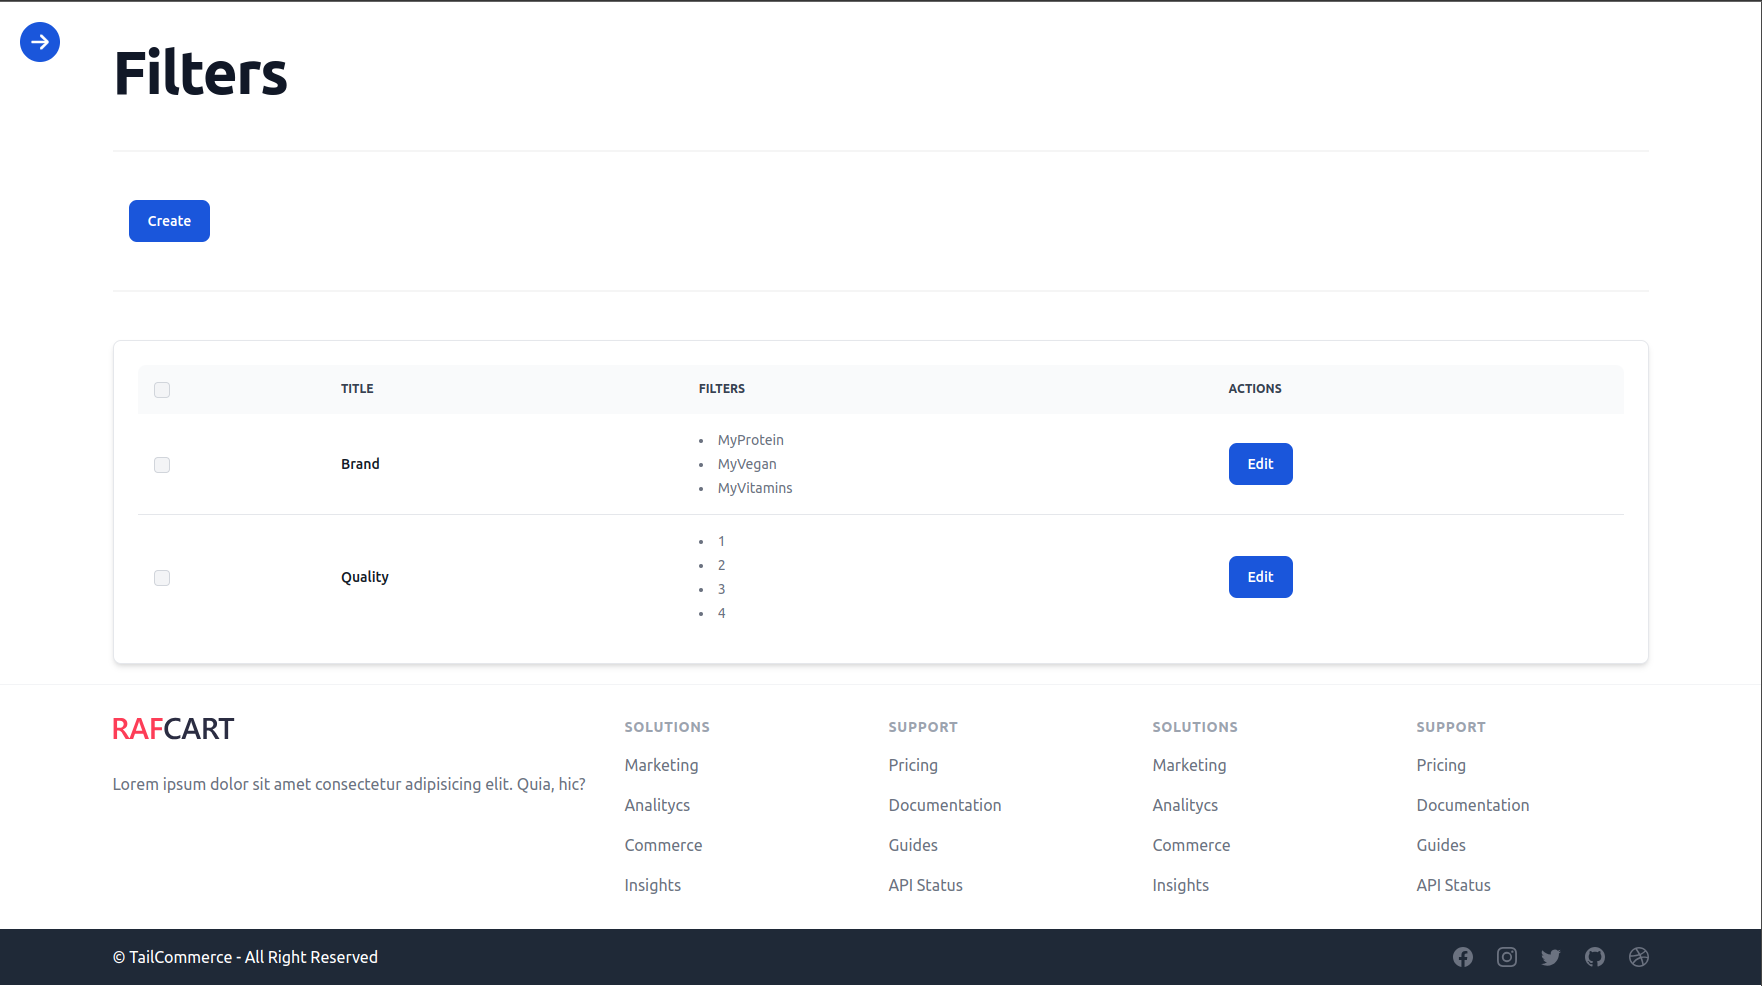 Filters
Create
TITLE FILTERS ACTIONS
Brand
MyProtein
MyVegan
MyVitamins
Edit
Quality
1
2
3
4
Edit
RAFCART
Lorem ipsum dolor sit amet consectetur adipisicing elit. Quia, hic?
SOLUTIONS
Marketing
Analitycs
Commerce
Insights
SUPPORT
Pricing
Documentation
Guides
API Status
SOLUTIONS
Marketing
Analitycs
Commerce
Insights
SUPPORT
Pricing
Documentation
Guides
API Status
© TailCommerce - All Right Reserved